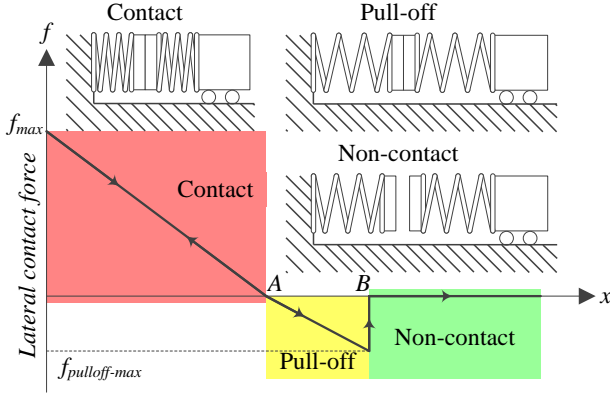 Contact
Pull-off
f
f_max
Non-contact
Contact
Lateral contact force
A
B
x
Non-contact
Pull-off
f_pulloff-max